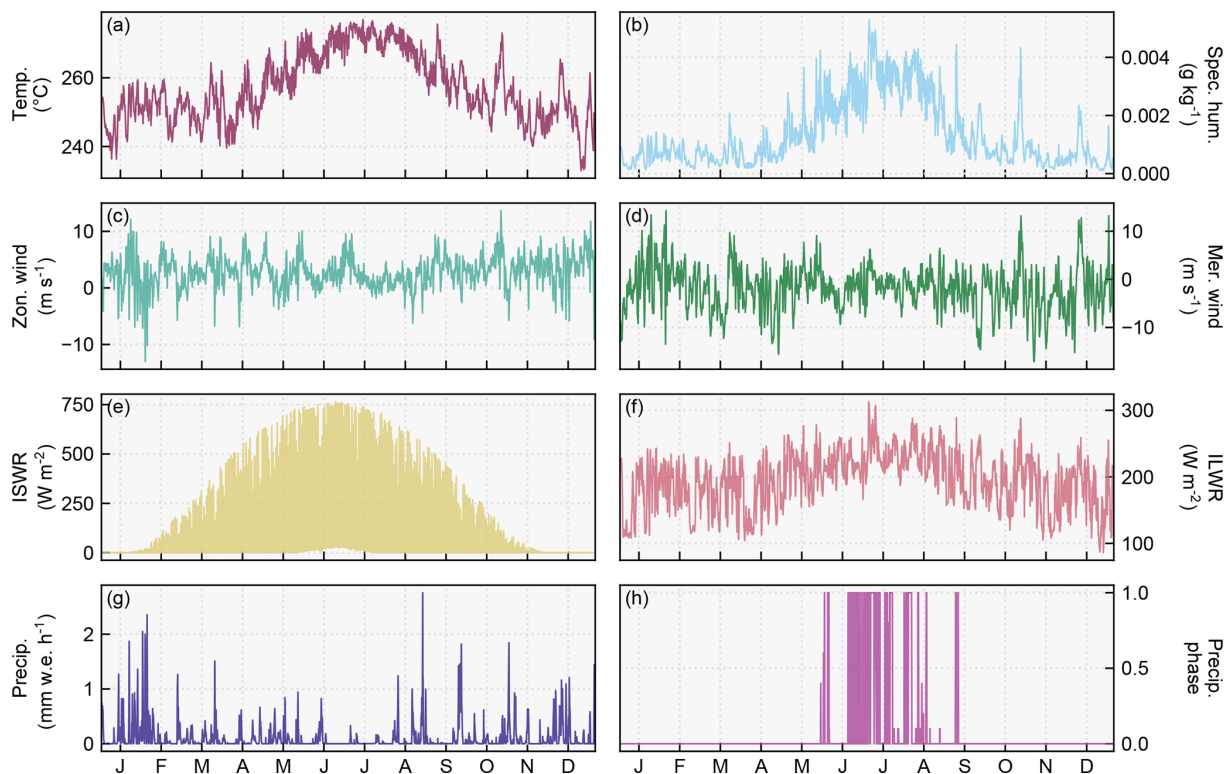 (a)
Temp.
(°C)
260
240
(b)
0.004
0.002
0.000
Spec. hum.
(g kg⁻¹)
(c)
Zon. wind
(m s⁻¹)
10
0
−10
(d)
10
0
−10
Mer. wind
(m s⁻¹)
(e)
ISWR
(W m⁻²)
750
500
250
0
(f)
300
200
100
ILWR
(W m⁻²)
(g)
Precip.
(mm w.e. h⁻¹)
2
1
0
(h)
1.0
0.5
0.0
Precip.
phase
J F M A M J J A S O N D
J F M A M J J A S O N D